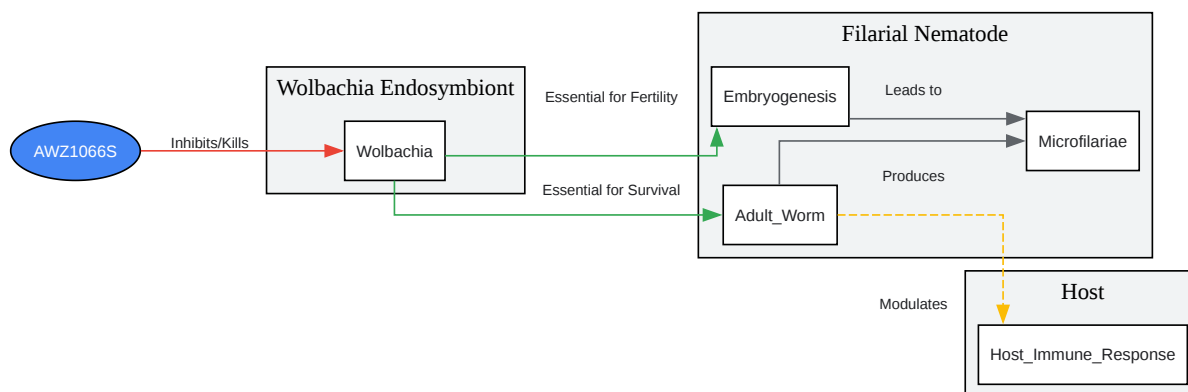 Filarial Nematode
Wolbachia Endosymbiont
Essential for Fertility
Embryogenesis
Leads to
AWZ1066S
Inhibits/Kills
Wolbachia
Microfilariae
Essential for Survival
Produces
Adult_Worm
Modulates
Host
Host_Immune_Response